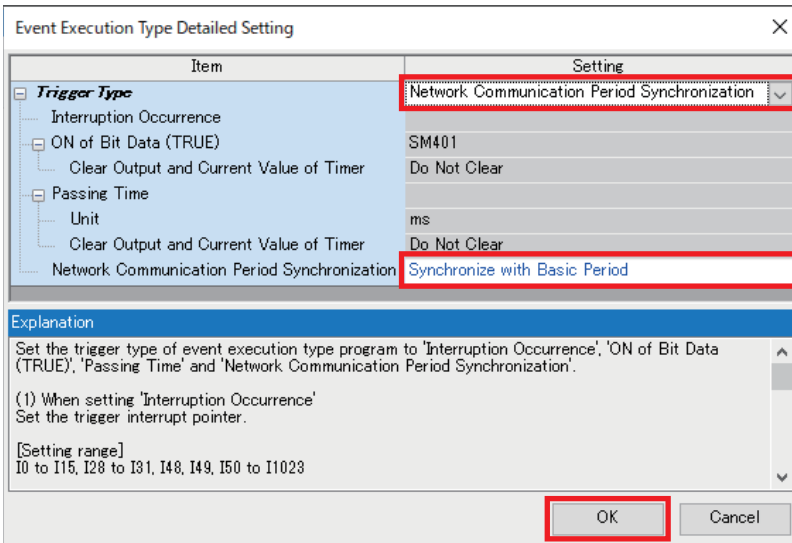 Event Execution Type Detailed Setting
Item Setting
Trigger Type Network Communication Period Synchronization
Interruption Occurrence
ON of Bit Data (TRUE) SM401
Clear Output and Current Value of Timer Do Not Clear
Passing Time
Unit ms
Clear Output and Current Value of Timer Do Not Clear
Network Communication Period Synchronization Synchronize with Basic Period
Explanation
Set the trigger type of event execution type program to 'Interruption Occurrence', 'ON of Bit Data
(TRUE)', 'Passing Time' and 'Network Communication Period Synchronization'.
(1) When setting 'Interruption Occurrence'
Set the trigger interrupt pointer.
[Setting range]
I0 to I15, I28 to I31, I48, I49, I50 to I1023
OK Cancel